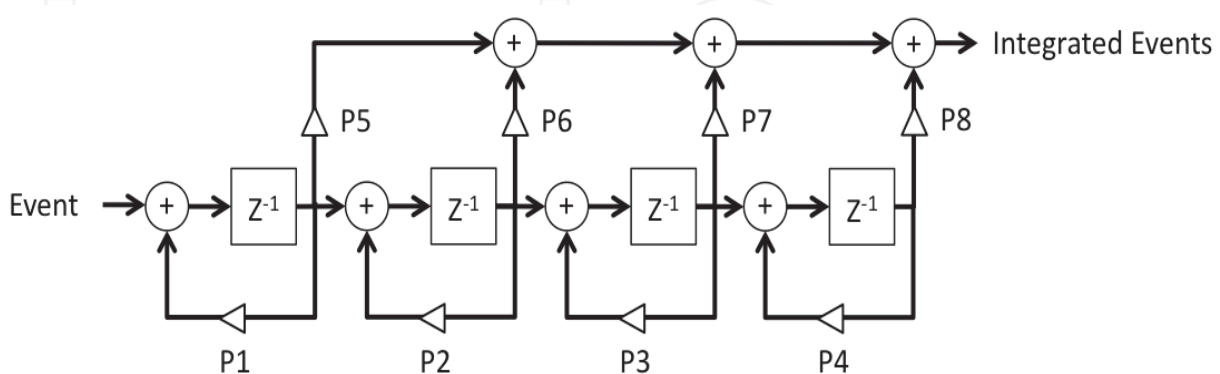 + + + Integrated Events
P5 P6 P7 P8
Event + Z-1 + Z-1 + Z-1 + Z-1
P1 P2 P3 P4